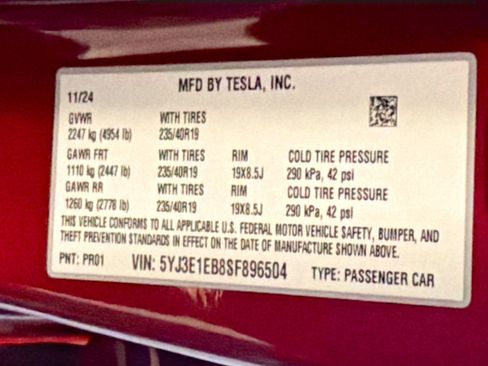 MFD BY TESLA, INC.
11/24
GVWR WITH TIRES
2247 kg (4954 lb) 235/40R19
GAWR FRT WITH TIRES RIM COLD TIRE PRESSURE
1110 kg (2447 lb) 235/40R19 19X8.5J 290 kPa, 42 psi
GAWR RR WITH TIRES RIM COLD TIRE PRESSURE
1260 kg (2778 lb) 235/40R19 19X8.5J 290 kPa, 42 psi
THIS VEHICLE CONFORMS TO ALL APPLICABLE U.S. FEDERAL MOTOR VEHICLE SAFETY, BUMPER, AND
THEFT PREVENTION STANDARDS IN EFFECT ON THE DATE OF MANUFACTURE SHOWN ABOVE.
PNT: PR01 VIN: 5YJ3E1EB8SF896504 TYPE: PASSENGER CAR